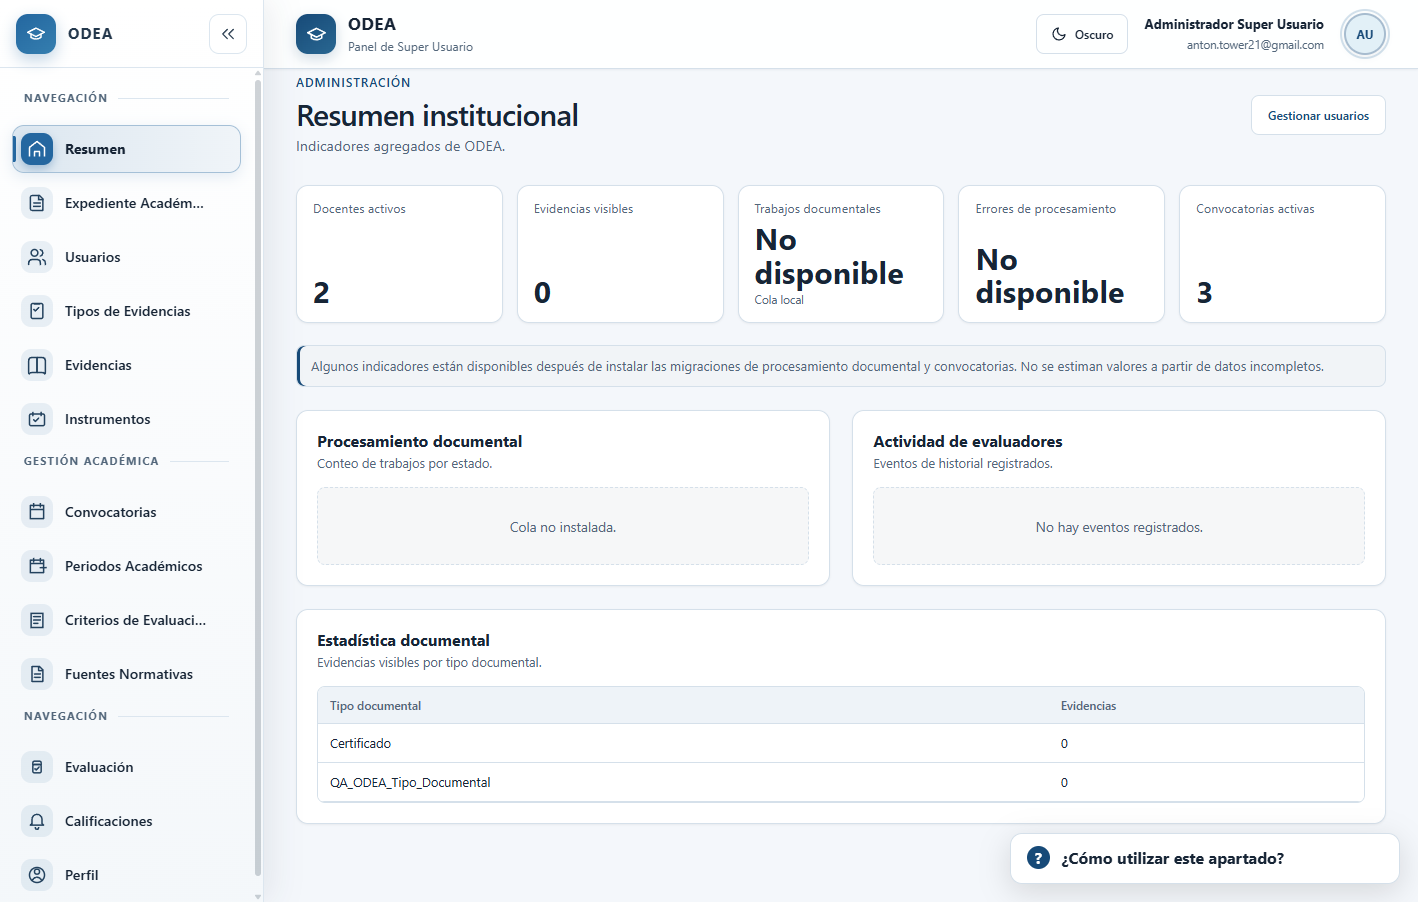 ODEA
NAVEGACIÓN
Resumen
Expediente Académ...
Usuarios
Tipos de Evidencias
Evidencias
Instrumentos
GESTIÓN ACADÉMICA
Convocatorias
Periodos Académicos
Criterios de Evaluaci...
Fuentes Normativas
NAVEGACIÓN
Evaluación
Calificaciones
Perfil
ODEA
Panel de Super Usuario
Oscuro
Administrador Super Usuario
anton.tower21@gmail.com
AU
ADMINISTRACIÓN
Resumen institucional
Indicadores agregados de ODEA.
Gestionar usuarios
Docentes activos
2
Evidencias visibles
0
Trabajos documentales
No
disponible
Cola local
Errores de procesamiento
No
disponible
Convocatorias activas
3
Algunos indicadores están disponibles después de instalar las migraciones de procesamiento documental y convocatorias. No se estiman valores a partir de datos incompletos.
Procesamiento documental
Conteo de trabajos por estado.
Cola no instalada.
Actividad de evaluadores
Eventos de historial registrados.
No hay eventos registrados.
Estadística documental
Evidencias visibles por tipo documental.
Tipo documental Evidencias
Certificado 0
QA_ODEA_Tipo_Documental 0
? ¿Cómo utilizar este apartado?